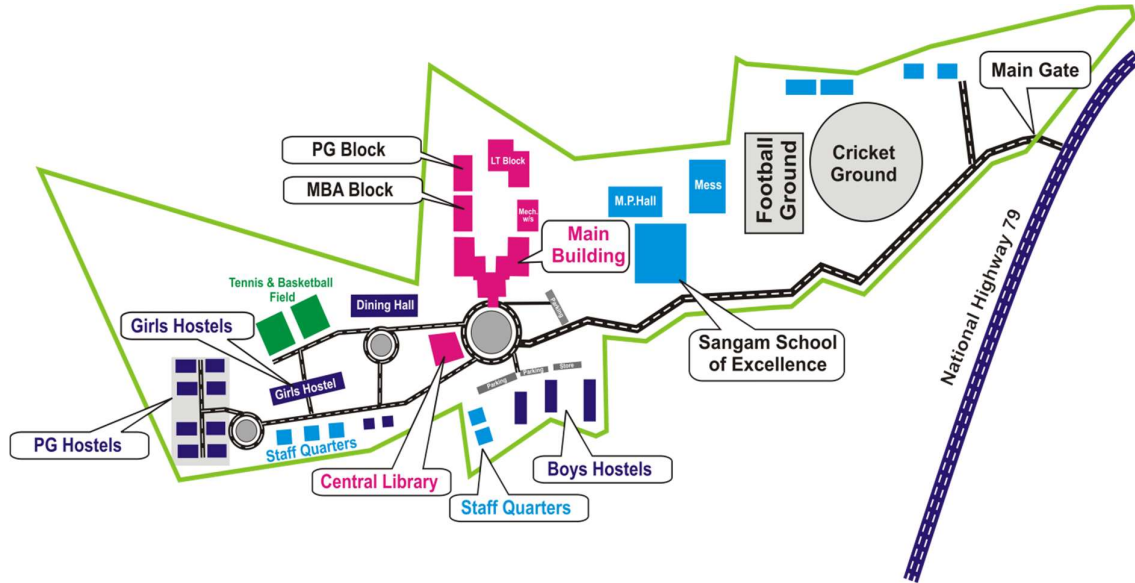 Main Gate
PG Block
LT Block
MBA Block
Mess
Football
Ground
Cricket
Ground
M.P.Hall
Mech.
w/s
Main
Building
National Highway 79
Tennis & Basketball
Field
Dining Hall
Parking
Girls Hostels
Sangam School
of Excellence
Girls Hostel
Parking
Parking
Store
PG Hostels
Staff Quarters
Central Library
Boys Hostels
Staff Quarters